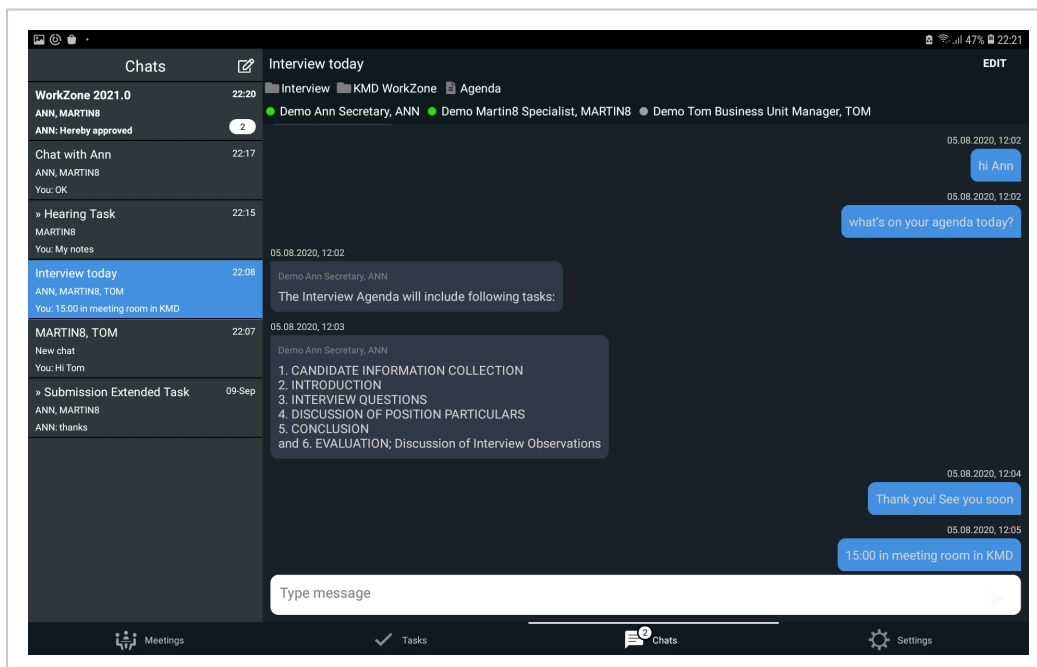 47% 22:21
Chats
WorkZone 2021.0 22:20
ANN, MARTIN8
ANN: Hereby approved 2
Chat with Ann 22:17
ANN, MARTIN8
You: OK
» Hearing Task 22:15
MARTIN8
You: My notes
Interview today 22:08
ANN, MARTIN8, TOM
You: 15:00 in meeting room in KMD
MARTIN8, TOM 22:07
New chat
You: Hi Tom
» Submission Extended Task 09-Sep
ANN, MARTIN8
ANN: thanks
Interview today EDIT
Interview KMD WorkZone Agenda
Demo Ann Secretary, ANN Demo Martin8 Specialist, MARTIN8 Demo Tom Business Unit Manager, TOM
05.08.2020, 12:02
hi Ann
05.08.2020, 12:02
what's on your agenda today?
05.08.2020, 12:02
Demo Ann Secretary, ANN
The Interview Agenda will include following tasks:
05.08.2020, 12:03
Demo Ann Secretary, ANN
1. CANDIDATE INFORMATION COLLECTION
2. INTRODUCTION
3. INTERVIEW QUESTIONS
4. DISCUSSION OF POSITION PARTICULARS
5. CONCLUSION
and 6. EVALUATION; Discussion of Interview Observations
05.08.2020, 12:04
Thank you! See you soon
05.08.2020, 12:05
15:00 in meeting room in KMD
Type message
Meetings Tasks 2 Chats Settings